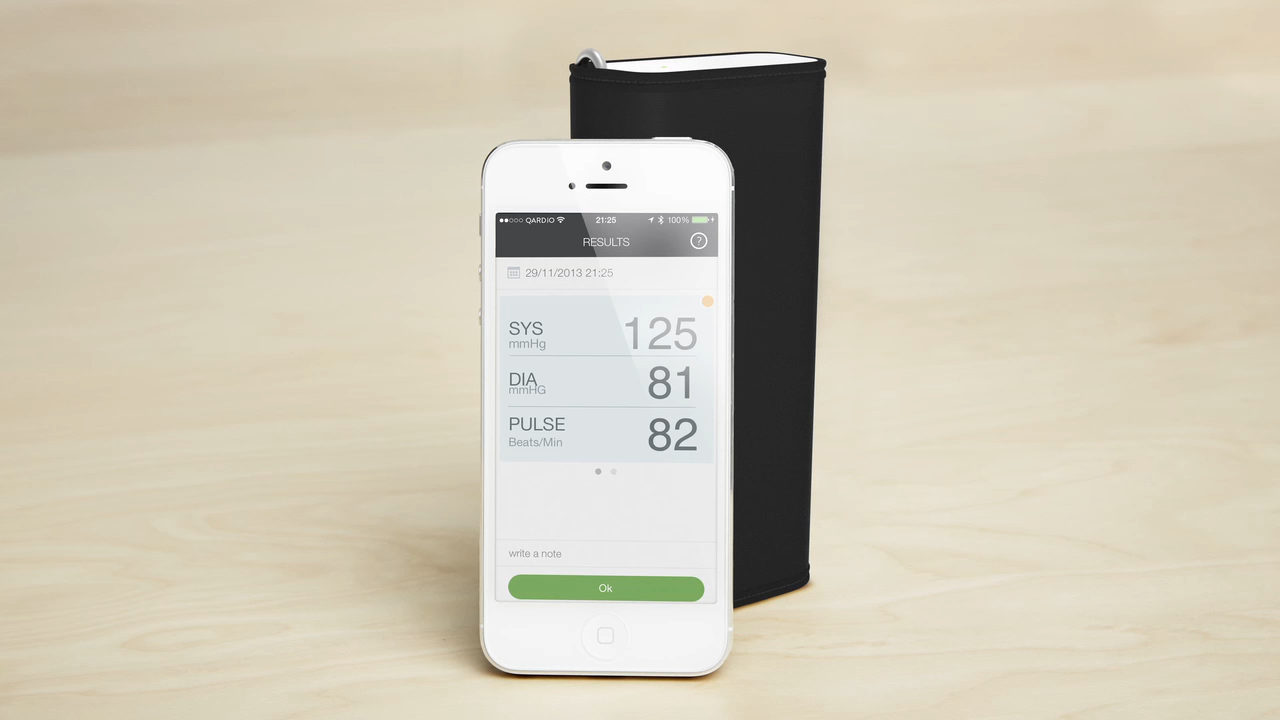 QARDIO 21:25 100%
RESULTS ?
29/11/2013 21:25
SYS 125
mmHg
DIA 81
mmHG
PULSE 82
Beats/Min
write a note
Ok